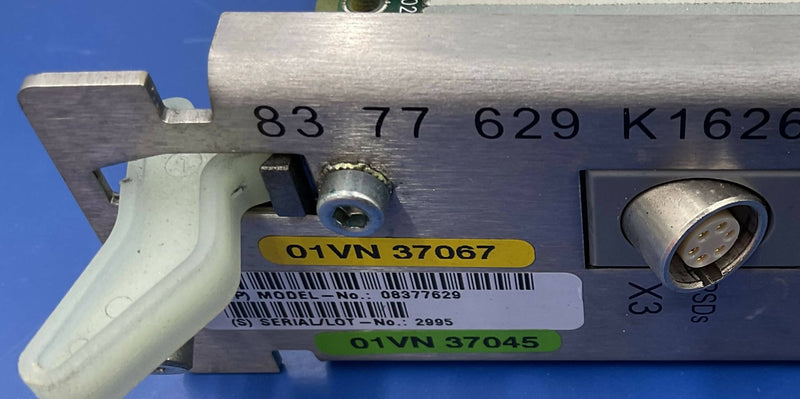 83 77 629 K1626
01VN 37067
(P) MODEL-No.: 08377629
(S) SERIAL/LOT-No.: 2995
01VN 37045
X3
PSDs